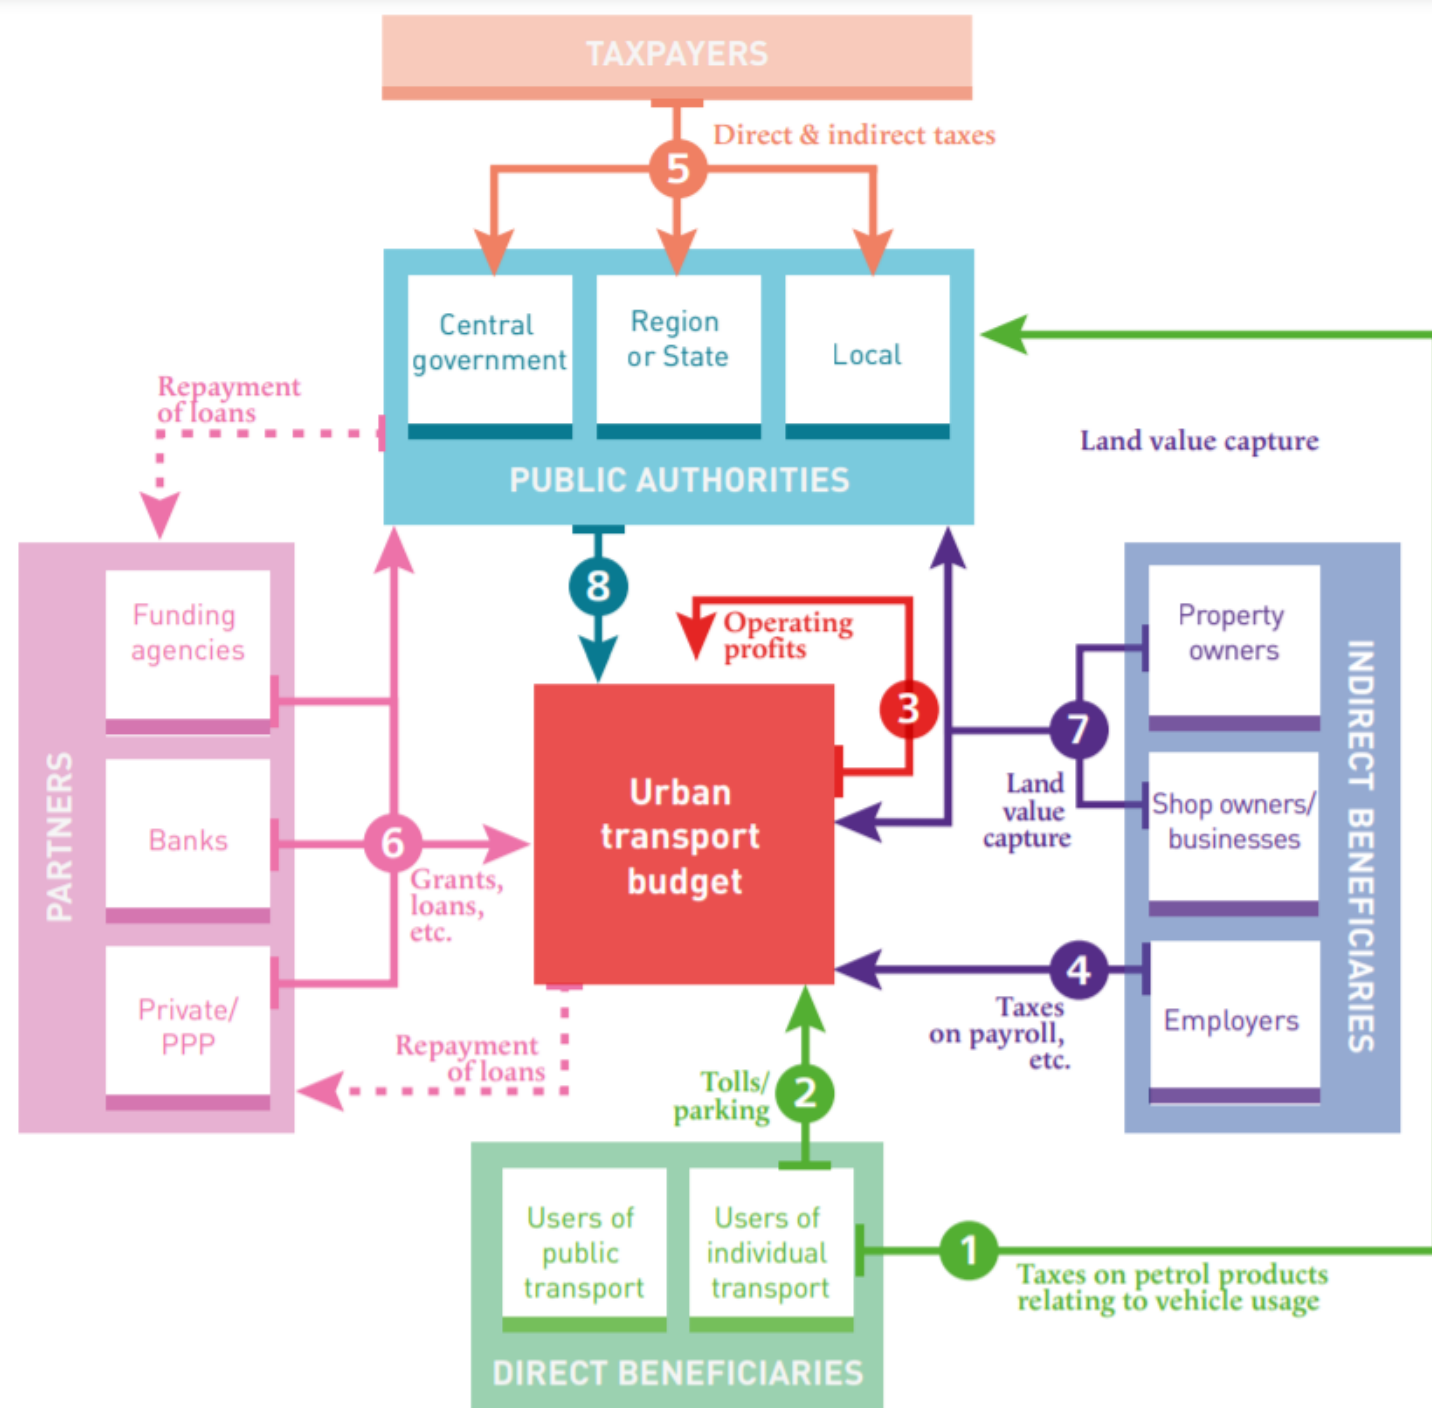 TAXPAYERS
Direct & indirect taxes
5
Central
government
Region
or State
Local
PUBLIC AUTHORITIES
Repayment
of loans
Land value capture
8
Operating
profits
3
Funding
agencies
Banks
Private/
PPP
PARTNERS
6
Grants,
loans,
etc.
Urban
transport
budget
7
Land
value
capture
Property
owners
Shop owners/
businesses
Employers
INDIRECT BENEFICIARIES
4
Taxes
on payroll,
etc.
Repayment
of loans
Tolls/
parking
2
Users of
public
transport
Users of
individual
transport
DIRECT BENEFICIARIES
1
Taxes on petrol products
relating to vehicle usage